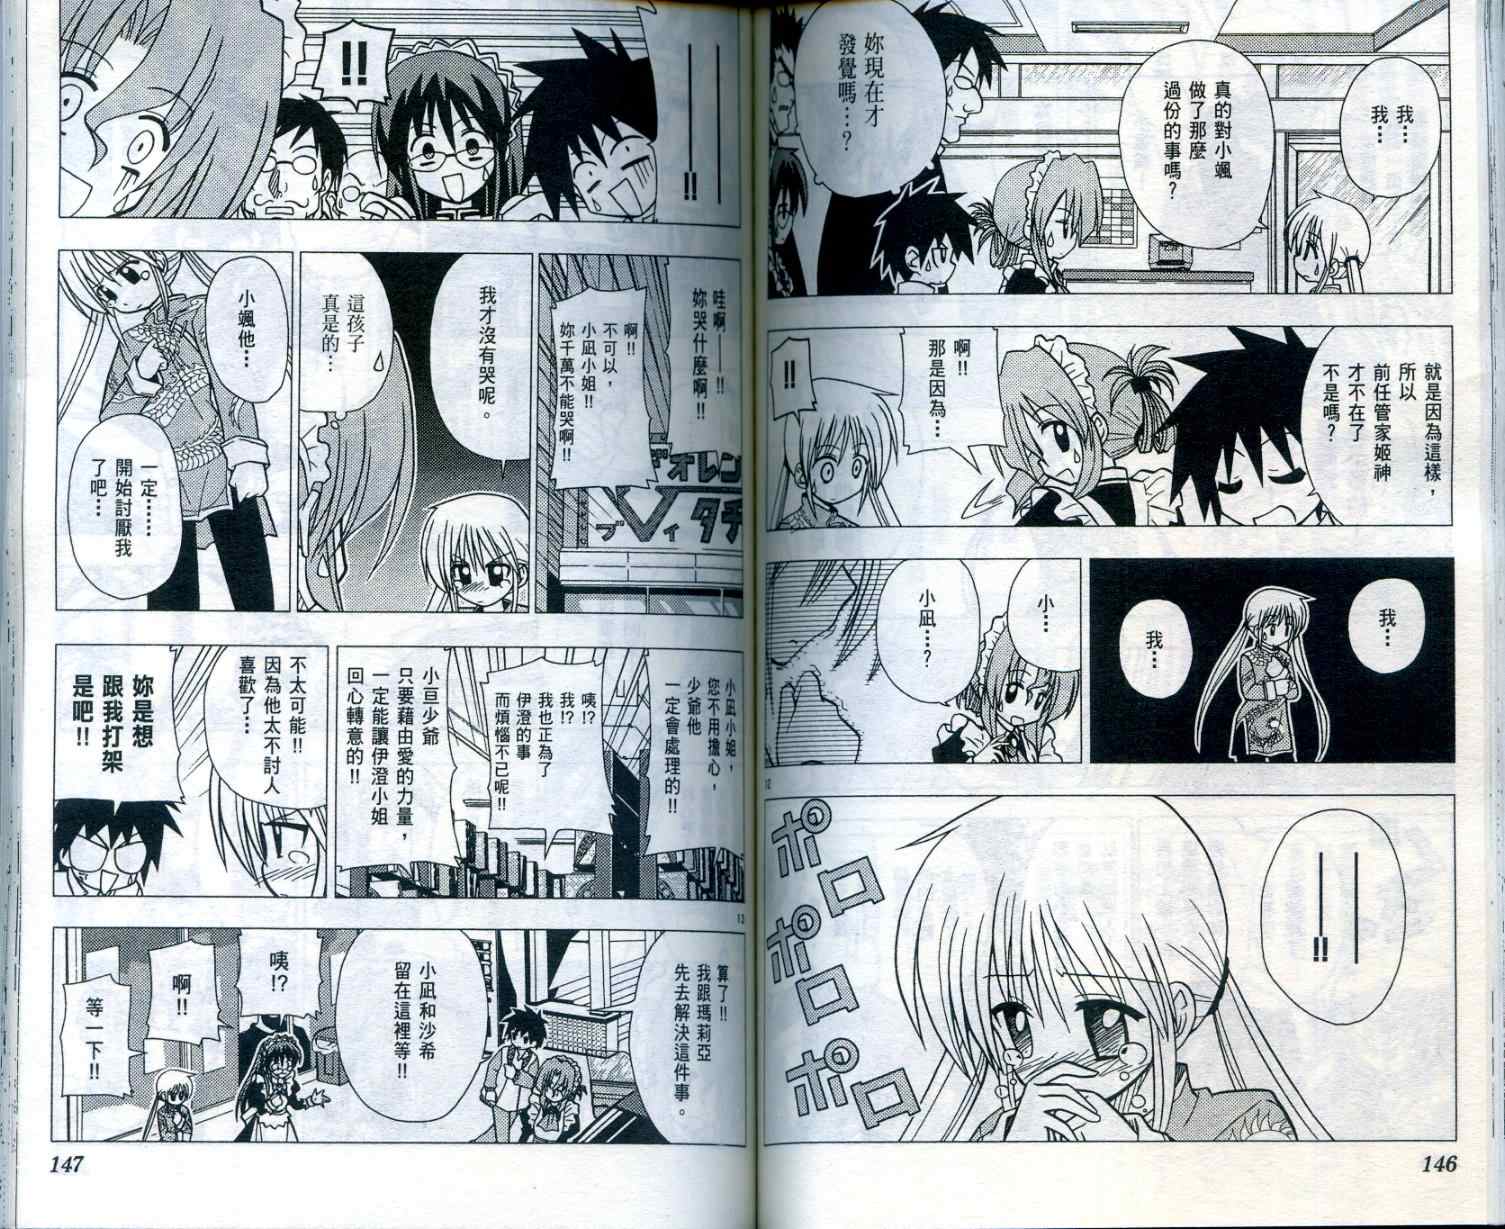 我…
我…
真的對小颯
做了那麼
過份的事嗎?
妳現在才
發覺嗎…?
就是因為這樣，
所以
前任管家姬神
才不在了
不是嗎?
啊!!
那是因為…
!!
我…
我…
小…
小凪…?
——
——!!
ポロ
ポロ
ポロ
146
——
——!!
!!
哇啊——!!
妳哭什麼啊!!
啊!!
不可以，
小凪小姐!!
妳千萬不能哭啊!!
デオレン
Vタチ
ブイ
我才沒有哭呢。
這孩子
真是的…
小颯他…
一定……
開始討厭我
了吧…
小凪小姐，
您不用擔心，
少爺他
一定會處理的!!
咦!?
我!?
我也正為了
伊澄的事
而煩惱不已呢!!
小亘少爺
只要藉由愛的力量，
一定能讓伊澄小姐
回心轉意的!!
不太可能!!
因為他太不討人
喜歡了…
妳是想
跟我打架
是吧!!
算了!!
我跟瑪莉亞
先去解決這件事。
小凪和沙希
留在這裡等!!
咦!?
啊!!
等一下!!
147